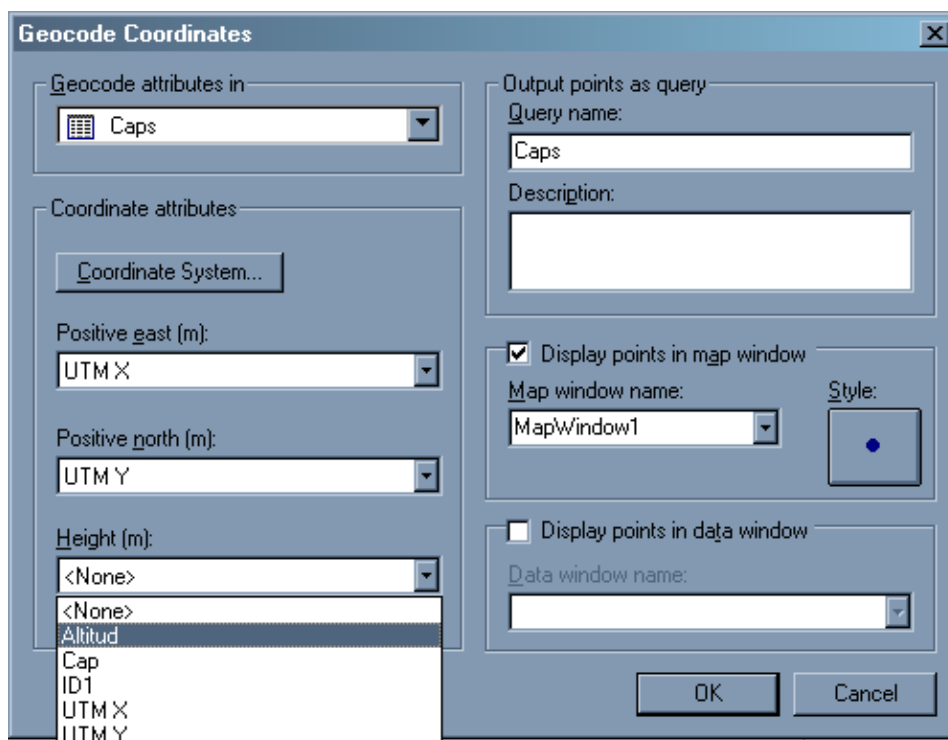 Geocode Coordinates
Geocode attributes in
Caps
Coordinate attributes
Coordinate System...
Positive east (m):
UTM X
Positive north (m):
UTM Y
Height (m):
<None>
<None>
Altitud
Cap
ID1
UTM X
UTM Y
Output points as query
Query name:
Caps
Description:
Display points in map window
Map window name:
Style:
MapWindow1
Display points in data window
Data window name:
OK
Cancel